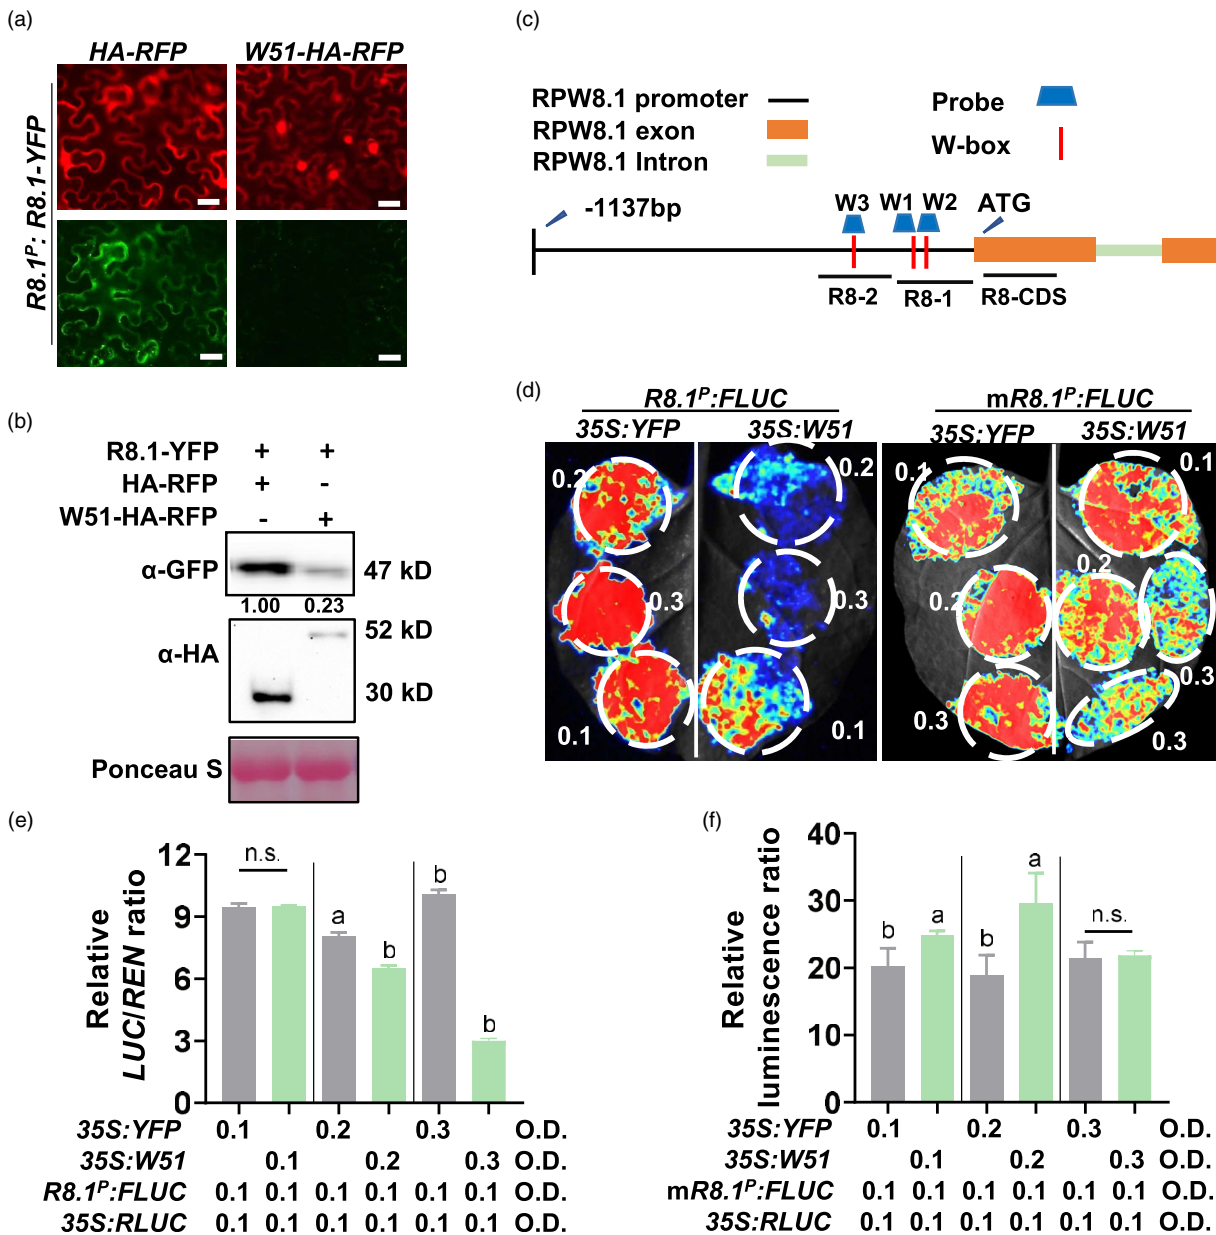 (a)
HA-RFP W51-HA-RFP
R8.1ᴾ: R8.1-YFP
(b)
R8.1-YFP + +
HA-RFP + -
W51-HA-RFP - +
α-GFP 47 kD
1.00 0.23
α-HA 52 kD
30 kD
Ponceau S
(c)
RPW8.1 promoter
RPW8.1 exon
RPW8.1 Intron
Probe
W-box
-1137bp
W3 W1 W2 ATG
R8-2 R8-1 R8-CDS
(d)
R8.1ᴾ:FLUC mR8.1ᴾ:FLUC
35S:YFP 35S:W51 35S:YFP 35S:W51
0.2 0.2 0.1 0.1
0.3 0.3 0.2 0.2 0.3
0.1 0.1 0.3 0.3
(e)
Relative
LUC/REN ratio
12
9
6
3
0
n.s. a b b b
35S:YFP 0.1 0.2 0.3 O.D.
35S:W51 0.1 0.2 0.3 O.D.
R8.1ᴾ:FLUC 0.1 0.1 0.1 0.1 0.1 0.1 O.D.
35S:RLUC 0.1 0.1 0.1 0.1 0.1 0.1 O.D.
(f)
Relative
luminescence ratio
40
30
20
10
0
b a b a n.s.
35S:YFP 0.1 0.2 0.3 O.D.
35S:W51 0.1 0.2 0.3 O.D.
mR8.1ᴾ:FLUC 0.1 0.1 0.1 0.1 0.1 0.1 O.D.
35S:RLUC 0.1 0.1 0.1 0.1 0.1 0.1 O.D.